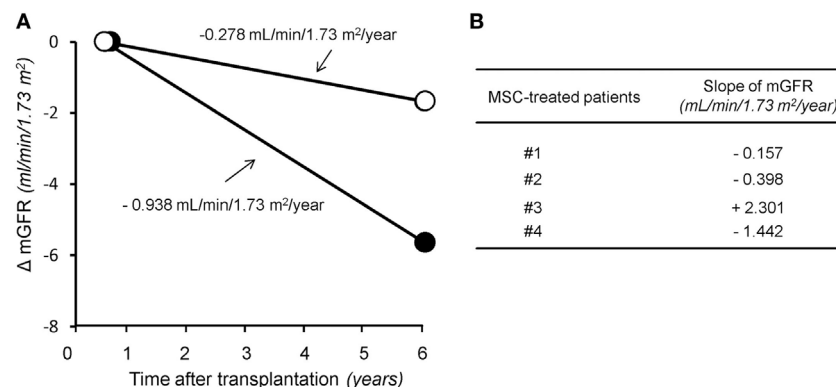 A
B
0
-2
-4
-6
-8
Δ mGFR (ml/min/1.73 m²)
-0.278 mL/min/1.73 m²/year
- 0.938 mL/min/1.73 m²/year
0 1 2 3 4 5 6
Time after transplantation (years)
MSC-treated patients
Slope of mGFR
(mL/min/1.73 m²/year)
#1 - 0.157
#2 - 0.398
#3 + 2.301
#4 - 1.442